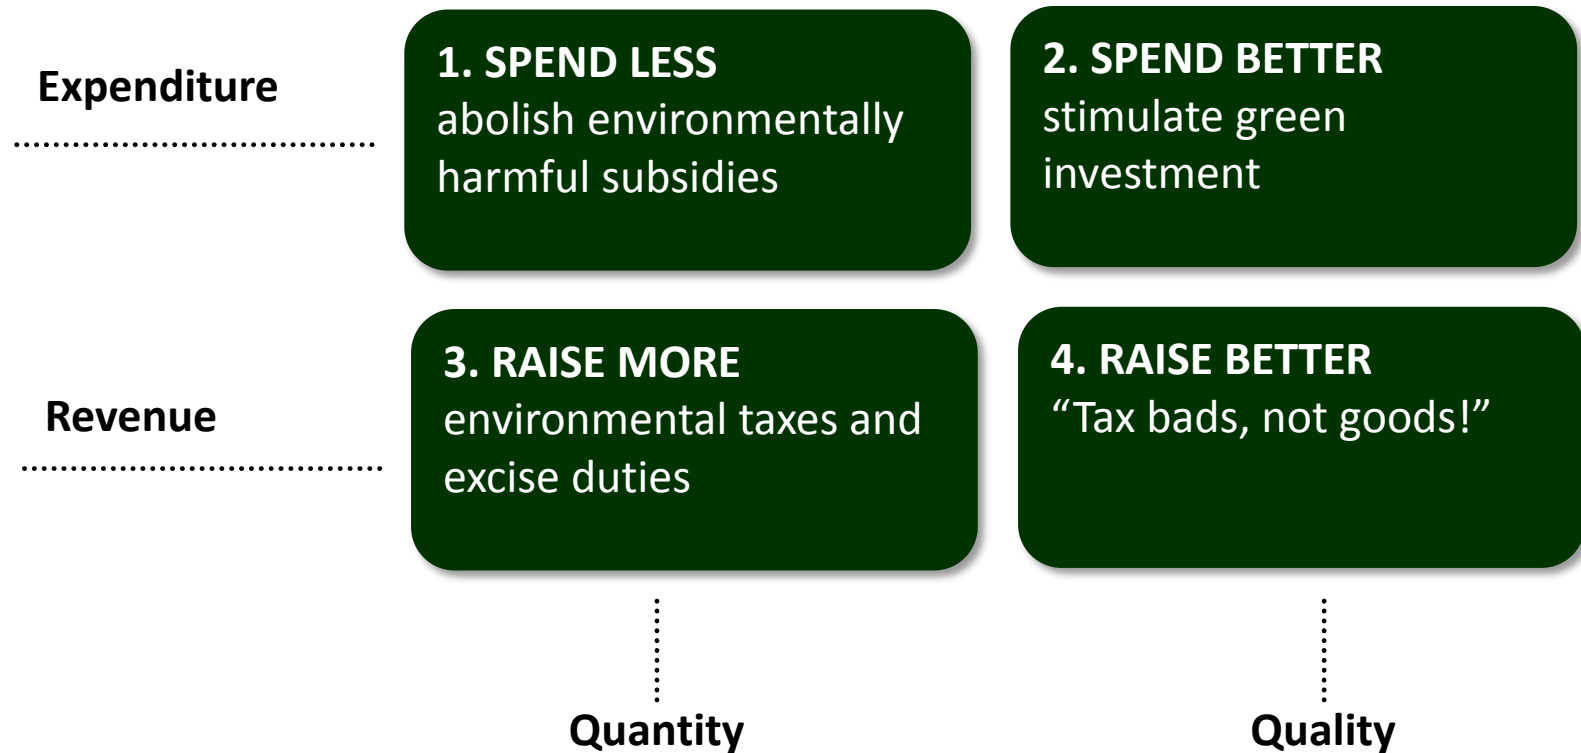 Expenditure
1. SPEND LESS
abolish environmentally
harmful subsidies
2. SPEND BETTER
stimulate green
investment
Revenue
3. RAISE MORE
environmental taxes and
excise duties
4. RAISE BETTER
“Tax bads, not goods!”
Quantity
Quality